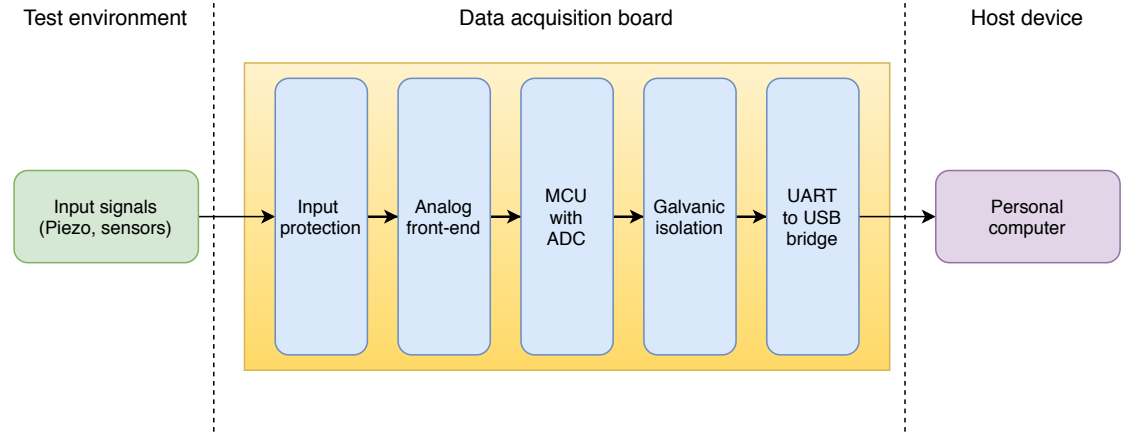 Test environment
Data acquisition board
Host device
Input signals
(Piezo, sensors)
Input
protection
Analog
front-end
MCU
with
ADC
Galvanic
isolation
UART
to USB
bridge
Personal
computer